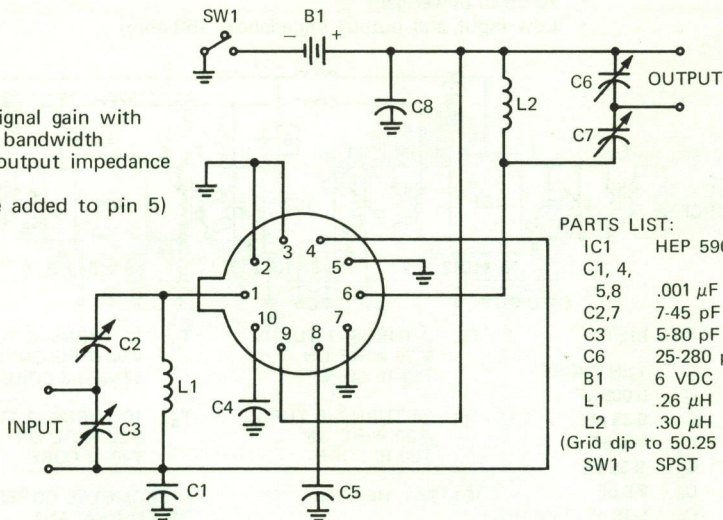 SW1 B1
− +
C6 OUTPUT
C8 L2
C7
ignal gain with
bandwidth
output impedance
added to pin 5)
3 4
2 5
1 6
10 7
9 8
C2
L1
INPUT C3
C4
C1 C5
PARTS LIST:
IC1 HEP 590
C1, 4,
5,8 .001 µF
C2,7 7-45 pF
C3 5-80 pF
C6 25-280
B1 6 VDC
L1 .26 µH
L2 .30 µH
(Grid dip to 50.25
SW1 SPST